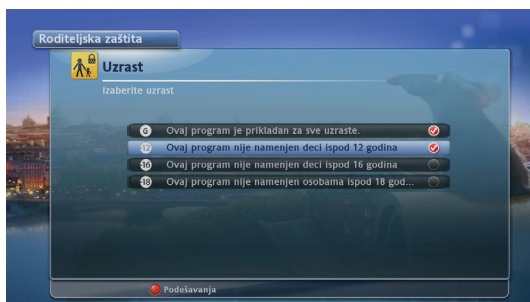 Roditeljska zaštita
Uzrast
Izaberite uzrast
G Ovaj program je prikladan za sve uzraste.
-12 Ovaj program nije namenjen deci ispod 12 godina
-16 Ovaj program nije namenjen deci ispod 16 godina
-18 Ovaj program nije namenjen osobama ispod 18 god...
Podešavanja